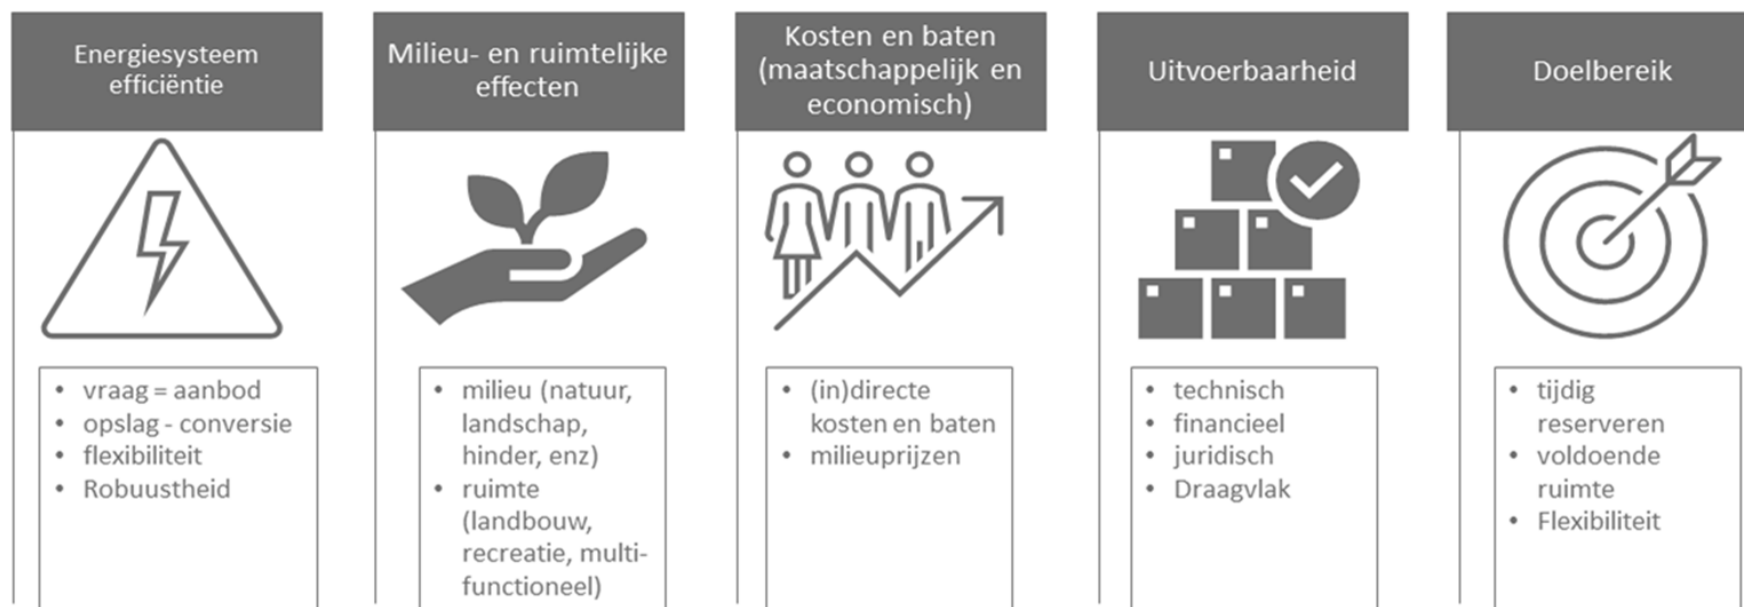 Energiesysteem
efficiëntie
• vraag = aanbod
• opslag - conversie
• flexibiliteit
• Robuustheid
Milieu- en ruimtelijke
effecten
• milieu (natuur,
landschap,
hinder, enz)
• ruimte
(landbouw,
recreatie, multi-
functioneel)
Kosten en baten
(maatschappelijk en
economisch)
• (in)directe
kosten en baten
• milieuprijzen
Uitvoerbaarheid
• technisch
• financieel
• juridisch
• Draagvlak
Doelbereik
• tijdig
reserveren
• voldoende
ruimte
• Flexibiliteit